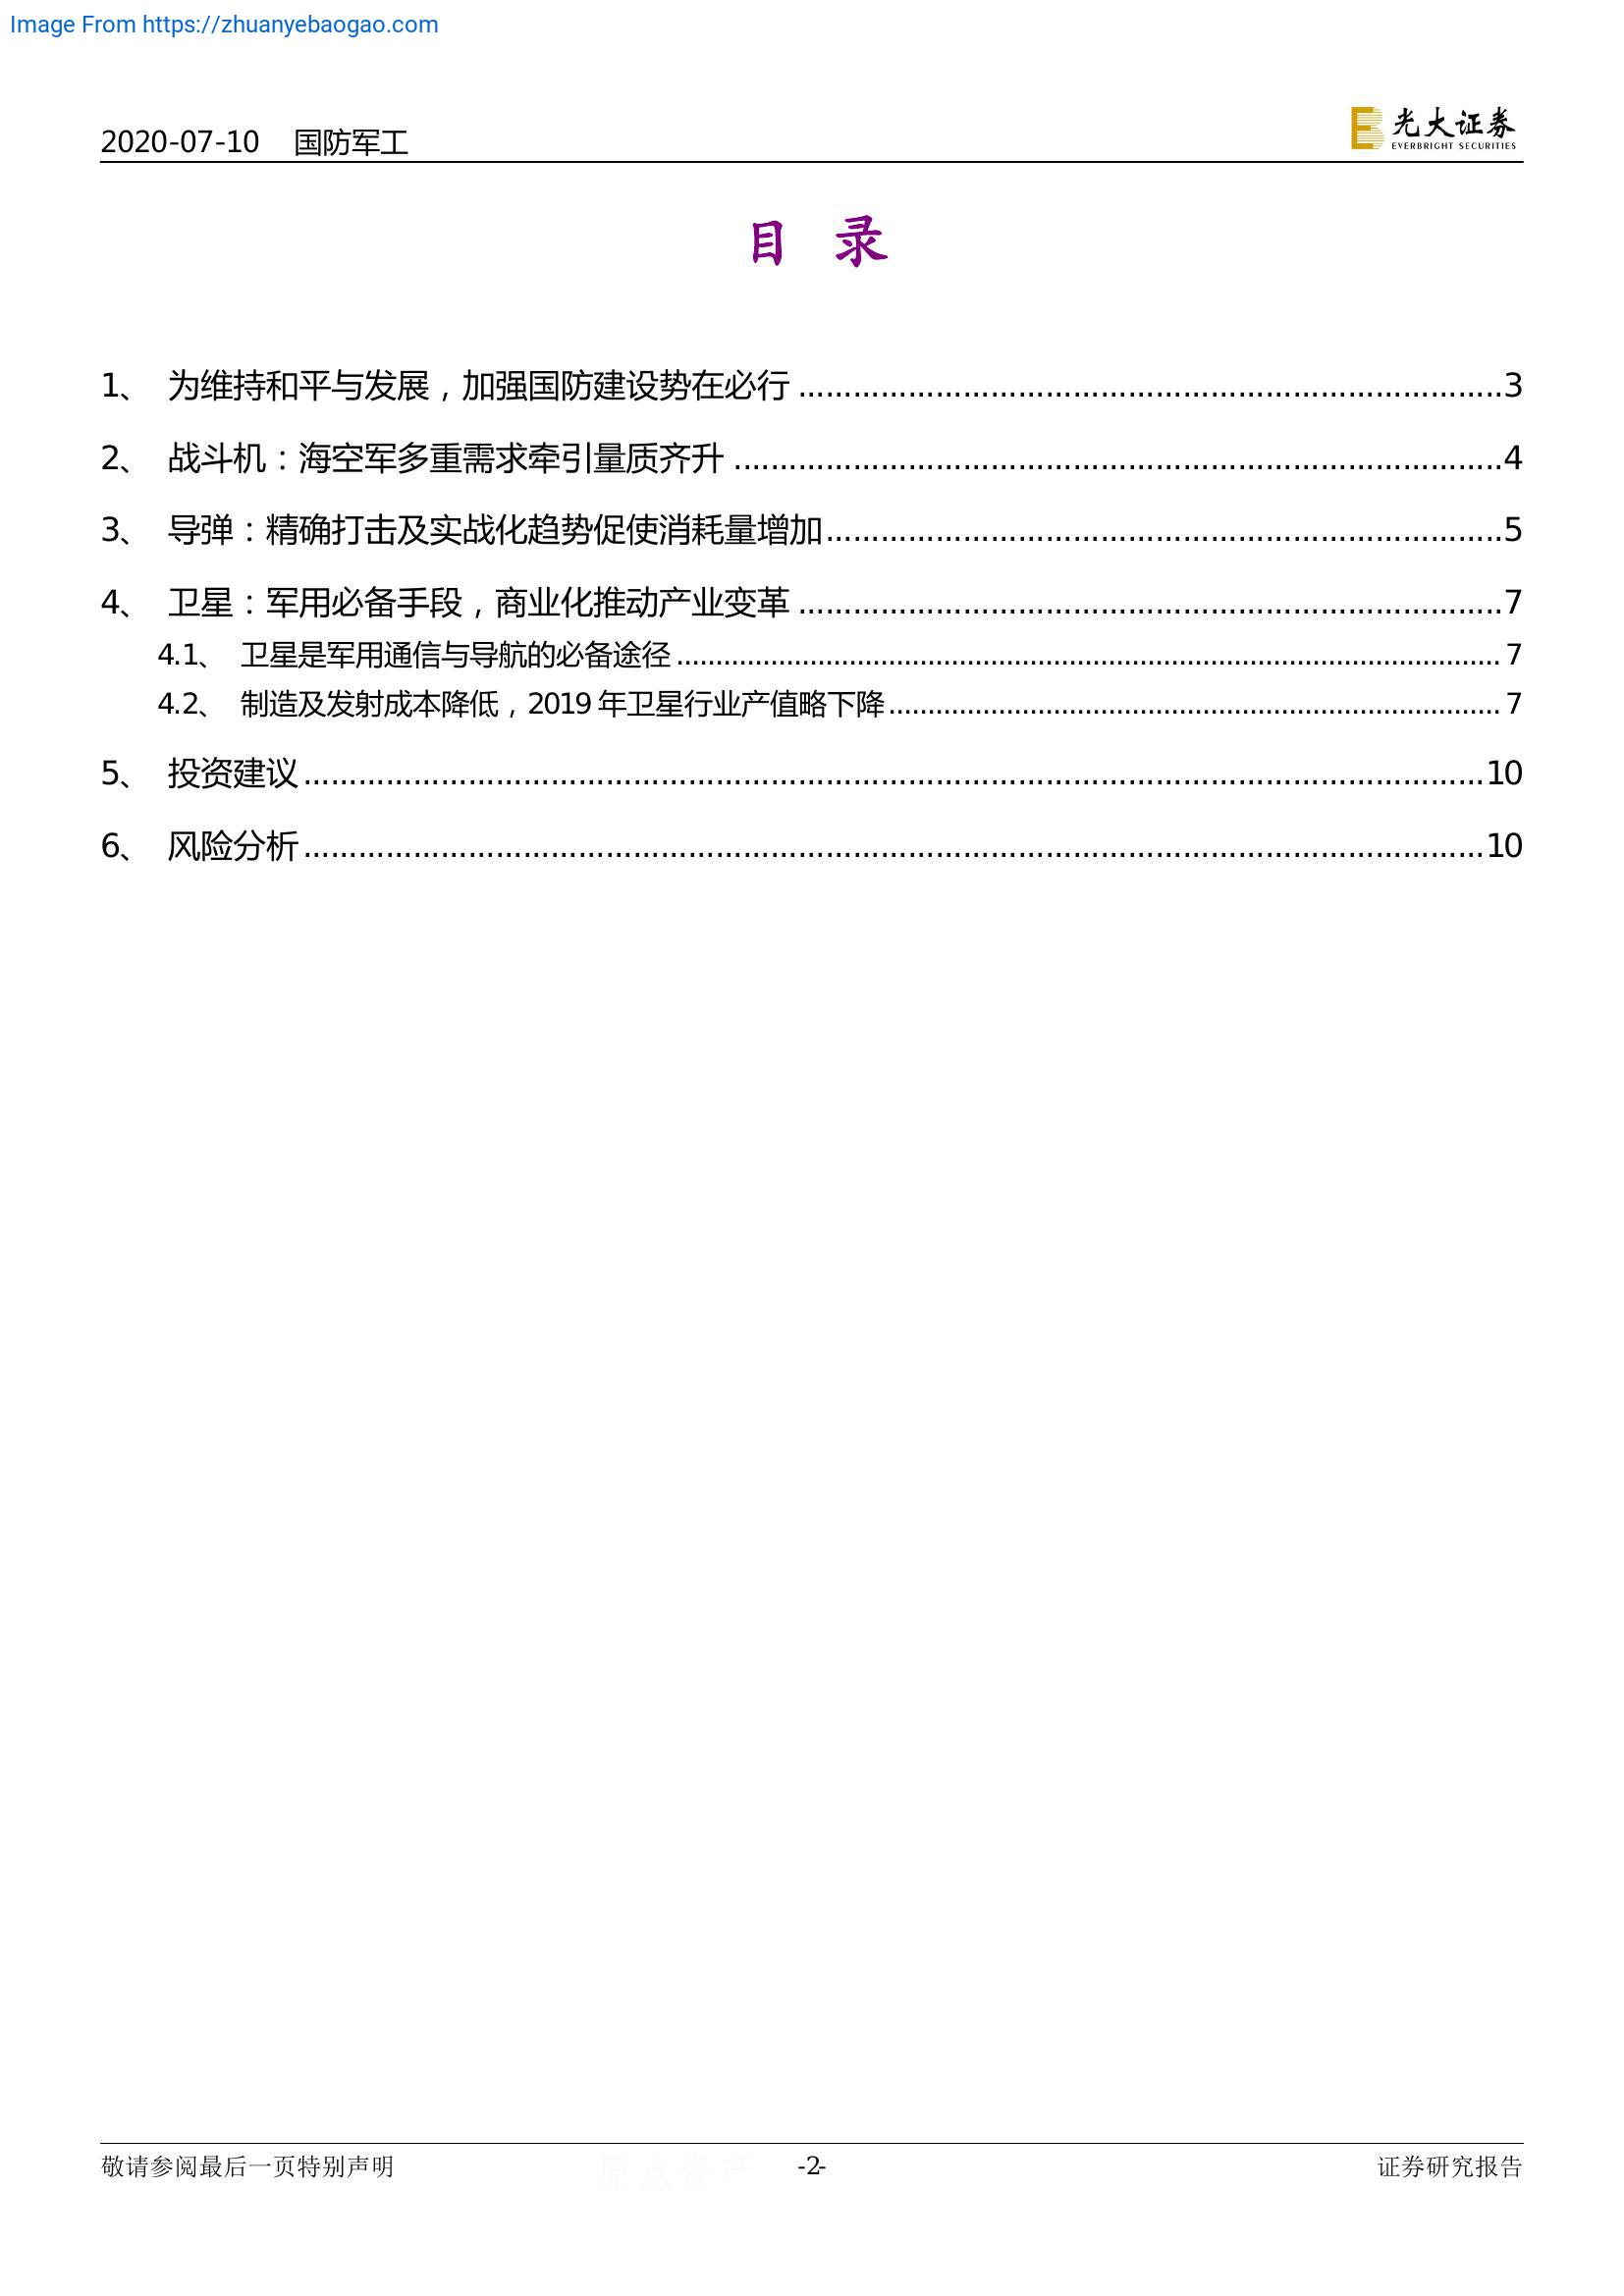 Image From https://zhuanyebaogao.com
2020-07-10 国防军工
光大证券
EVERBRIGHT SECURITIES
目 录
1、 为维持和平与发展，加强国防建设势在必行 3
2、 战斗机：海空军多重需求牵引量质齐升 4
3、 导弹：精确打击及实战化趋势促使消耗量增加 5
4、 卫星：军用必备手段，商业化推动产业变革 7
4.1、 卫星是军用通信与导航的必备途径 7
4.2、 制造及发射成本降低，2019 年卫星行业产值略下降 7
5、 投资建议 10
6、 风险分析 10
敬请参阅最后一页特别声明 原点资产 -2- 证券研究报告